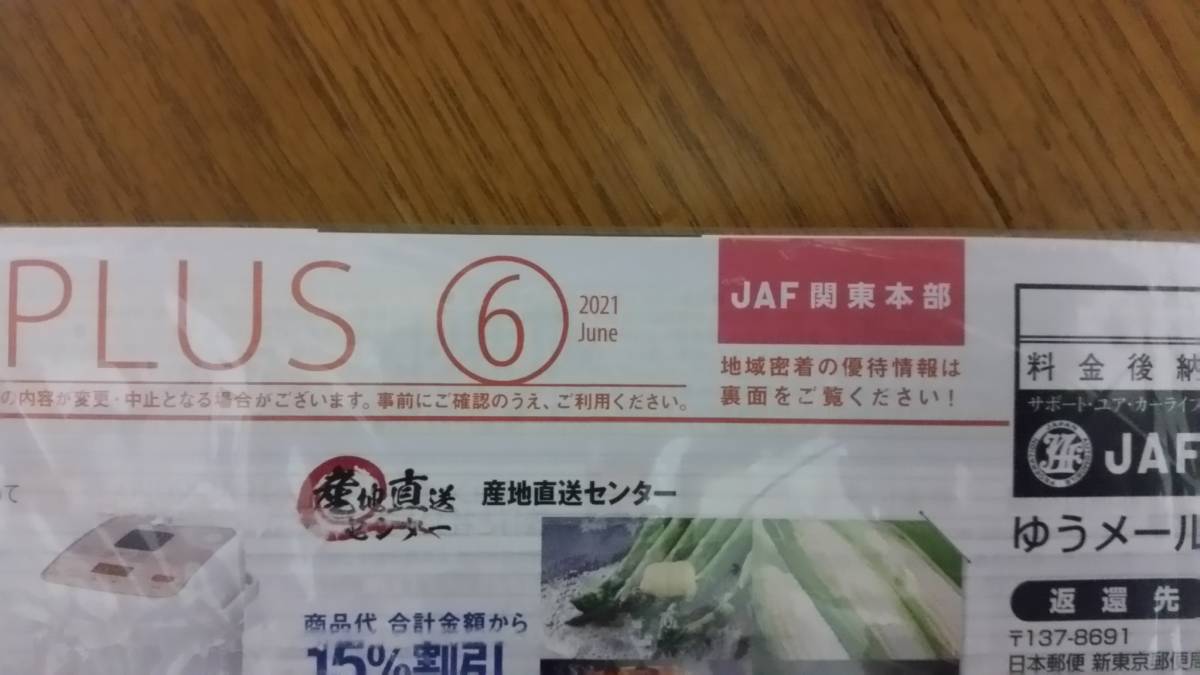 PLUS 6 2021 June
JAF 関東本部
地域密着の優待情報は
裏面をご覧ください！
の内容が変更・中止となる場合がございます。事前にご確認のうえ、ご利用ください。
料金後納
サポート・ユア・カーライフ
JAF
って
産地直送センター 産地直送センター
商品代 合計金額から
15%割引
ゆうメール
返還先
〒137-8691
日本郵便 新東京郵便局